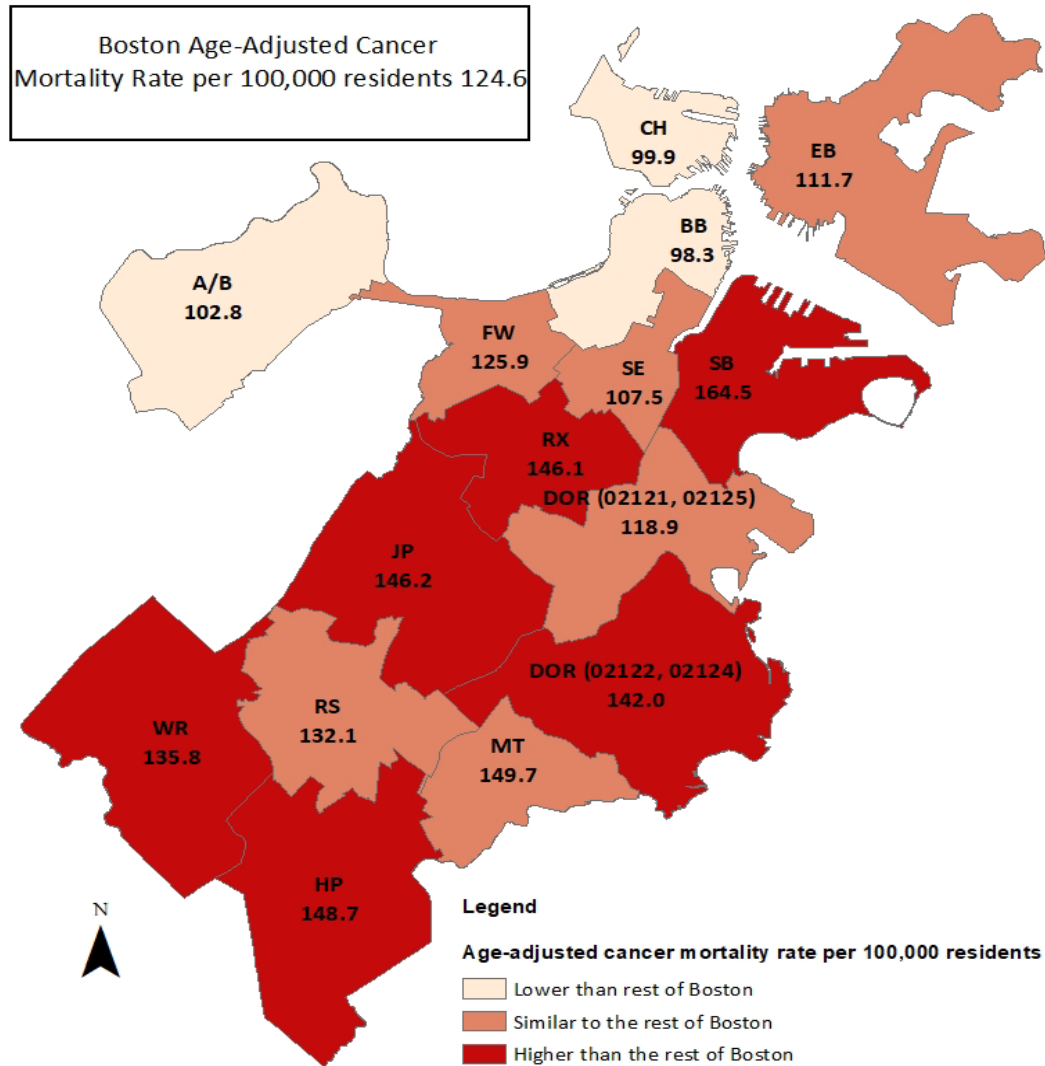 Boston Age-Adjusted Cancer
Mortality Rate per 100,000 residents 124.6
CH
99.9
EB
111.7
BB
98.3
A/B
102.8
FW
125.9
SE
107.5
SB
164.5
RX
146.1
DOR (02121, 02125)
118.9
JP
146.2
DOR (02122, 02124)
142.0
RS
132.1
WR
135.8
MT
149.7
HP
148.7
N
Legend
Age-adjusted cancer mortality rate per 100,000 residents
Lower than rest of Boston
Similar to the rest of Boston
Higher than the rest of Boston